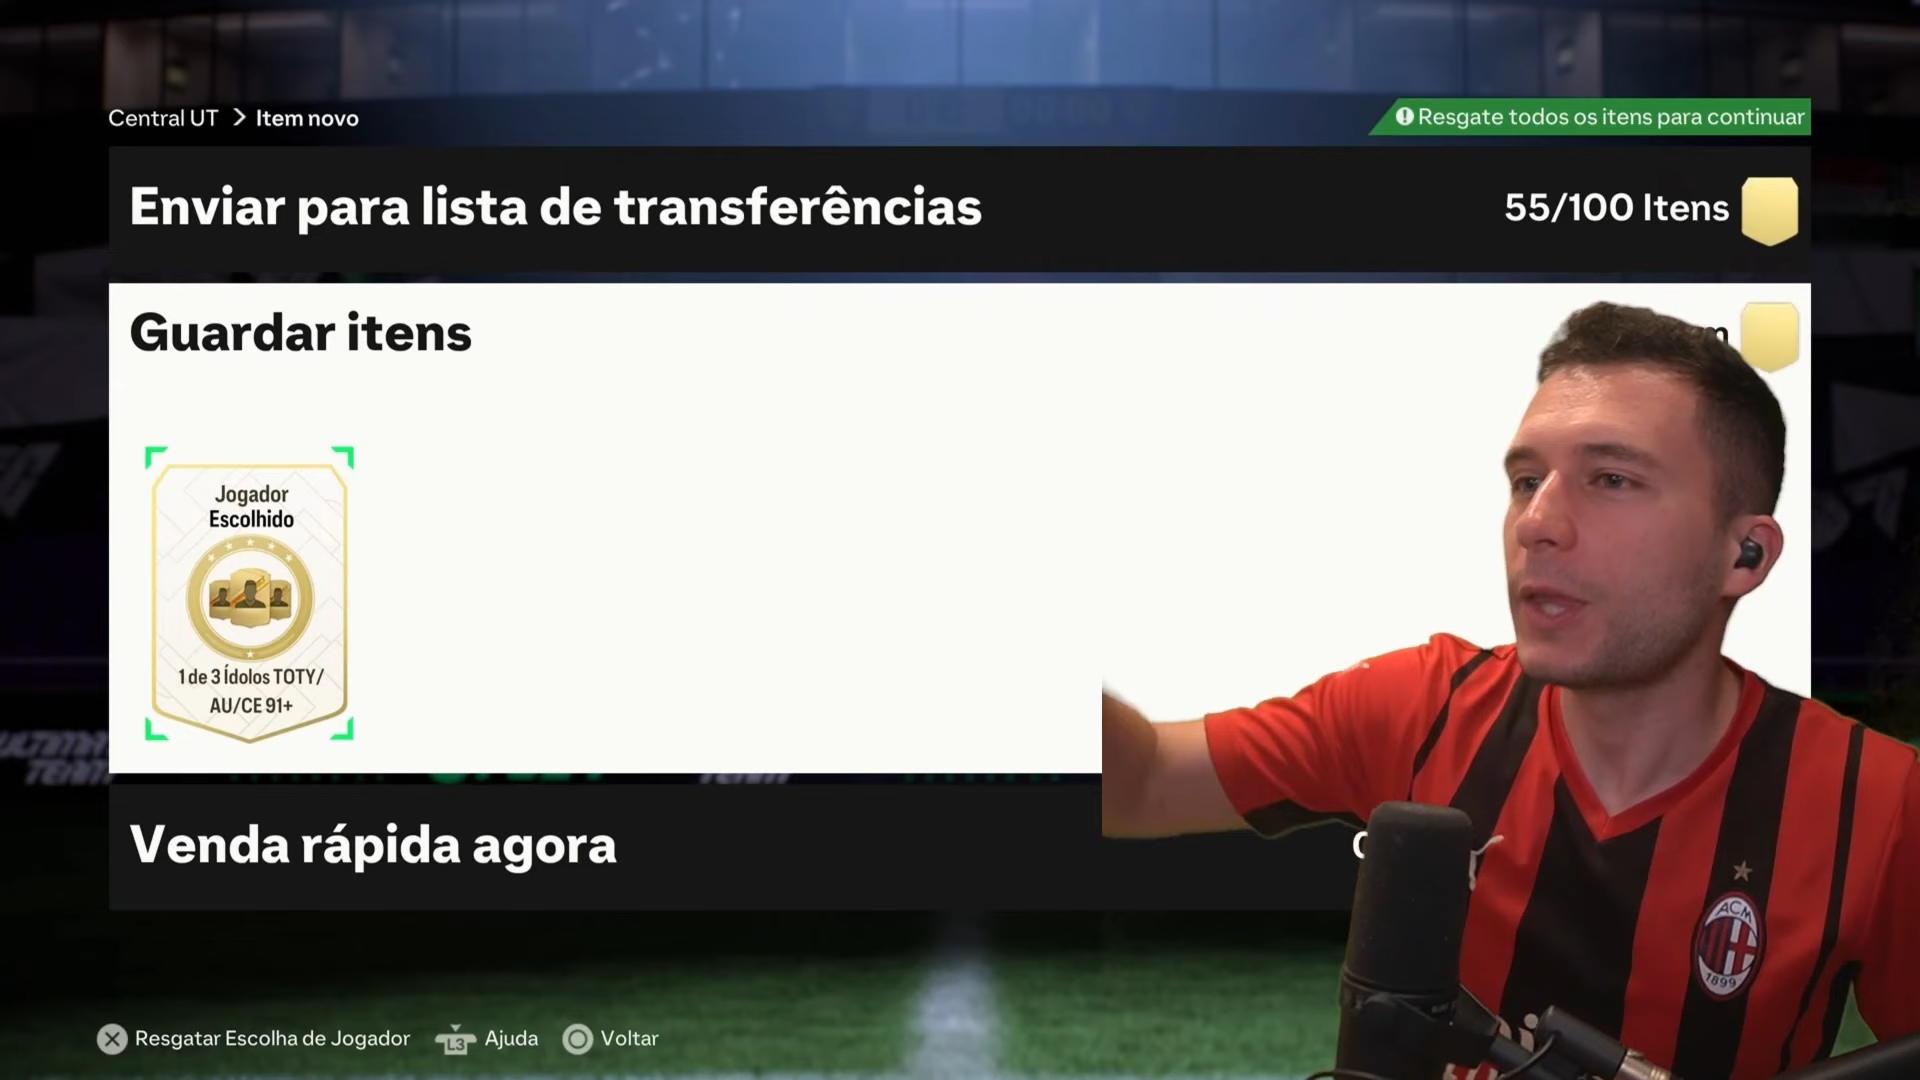 Central UT > Item novo
Resgate todos os itens para continuar
Enviar para lista de transferências
55/100 Itens
Guardar itens
Jogador
Escolhido
1 de 3 Ídolos TOTY/
AU/CE 91+
ULTIMATE
TEAM
Venda rápida agora
ACM
1899
Resgatar Escolha de Jogador
L3 Ajuda
Voltar